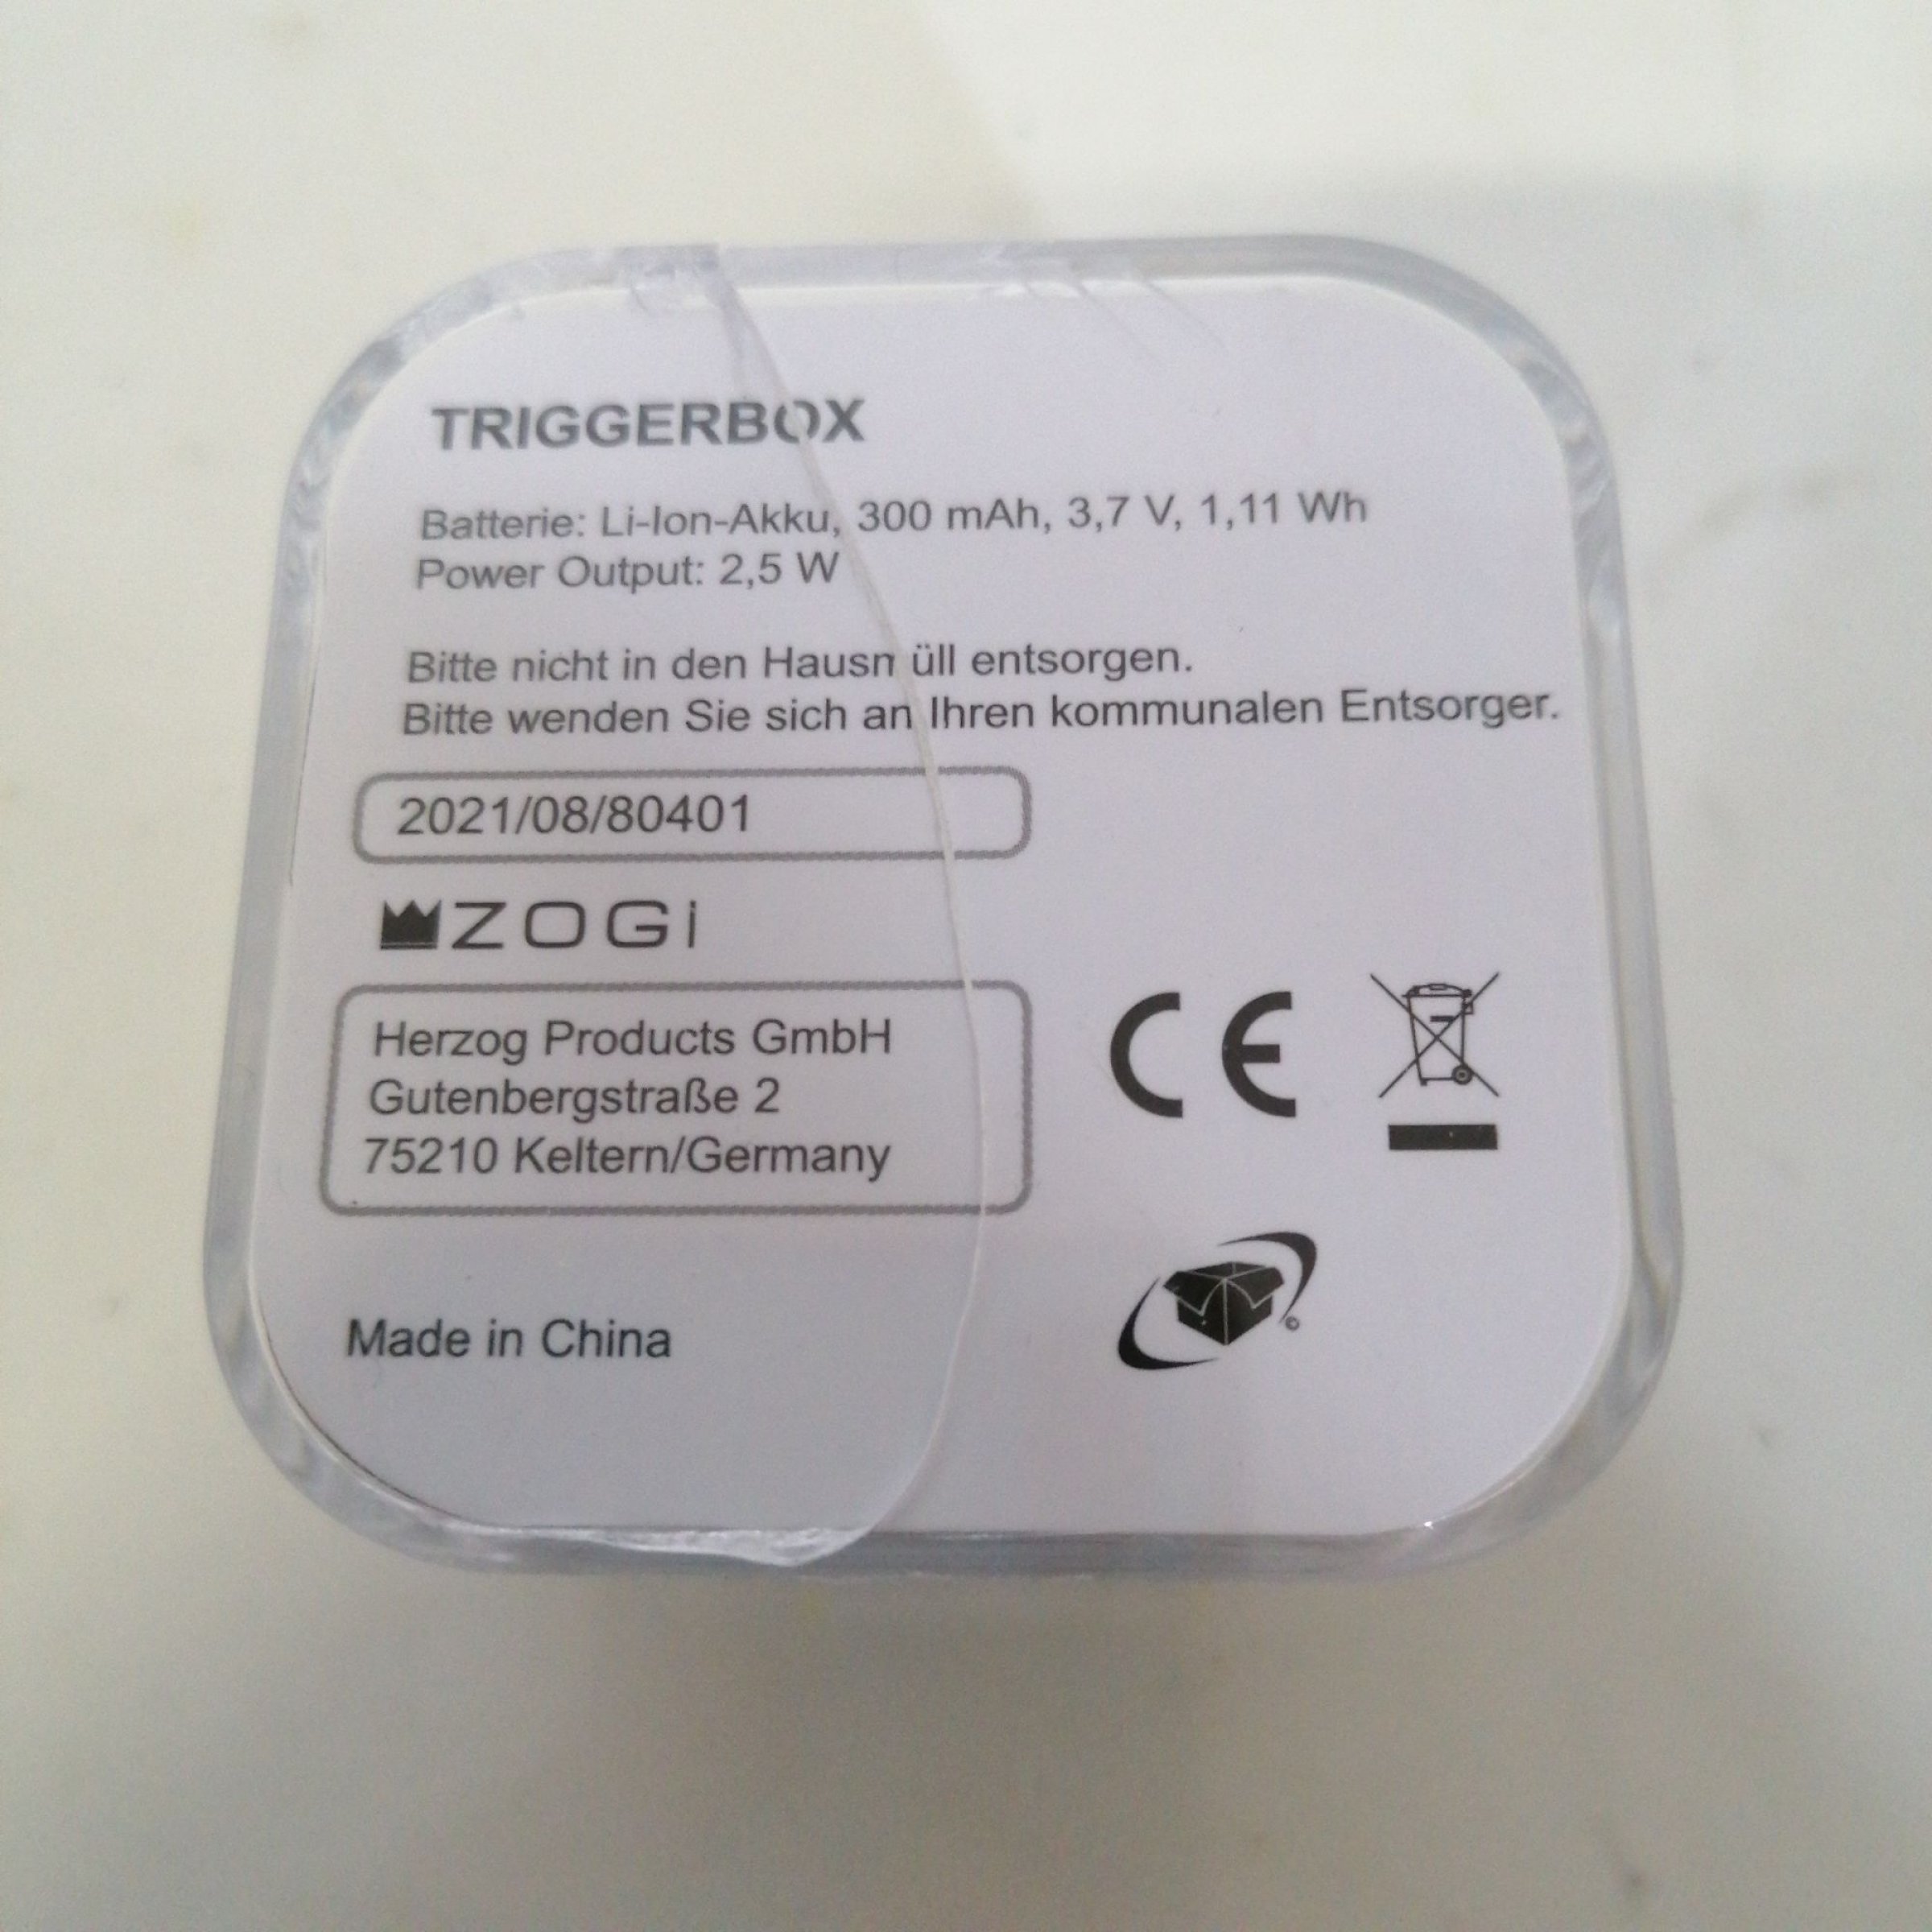 TRIGGERBOX
Batterie: Li-Ion-Akku, 300 mAh, 3,7 V, 1,11 Wh
Power Output: 2,5 W
Bitte nicht in den Hausmüll entsorgen.
Bitte wenden Sie sich an Ihren kommunalen Entsorger.
2021/08/80401
ZOGi
Herzog Products GmbH
Gutenbergstraße 2
75210 Keltern/Germany
CE
©
Made in China